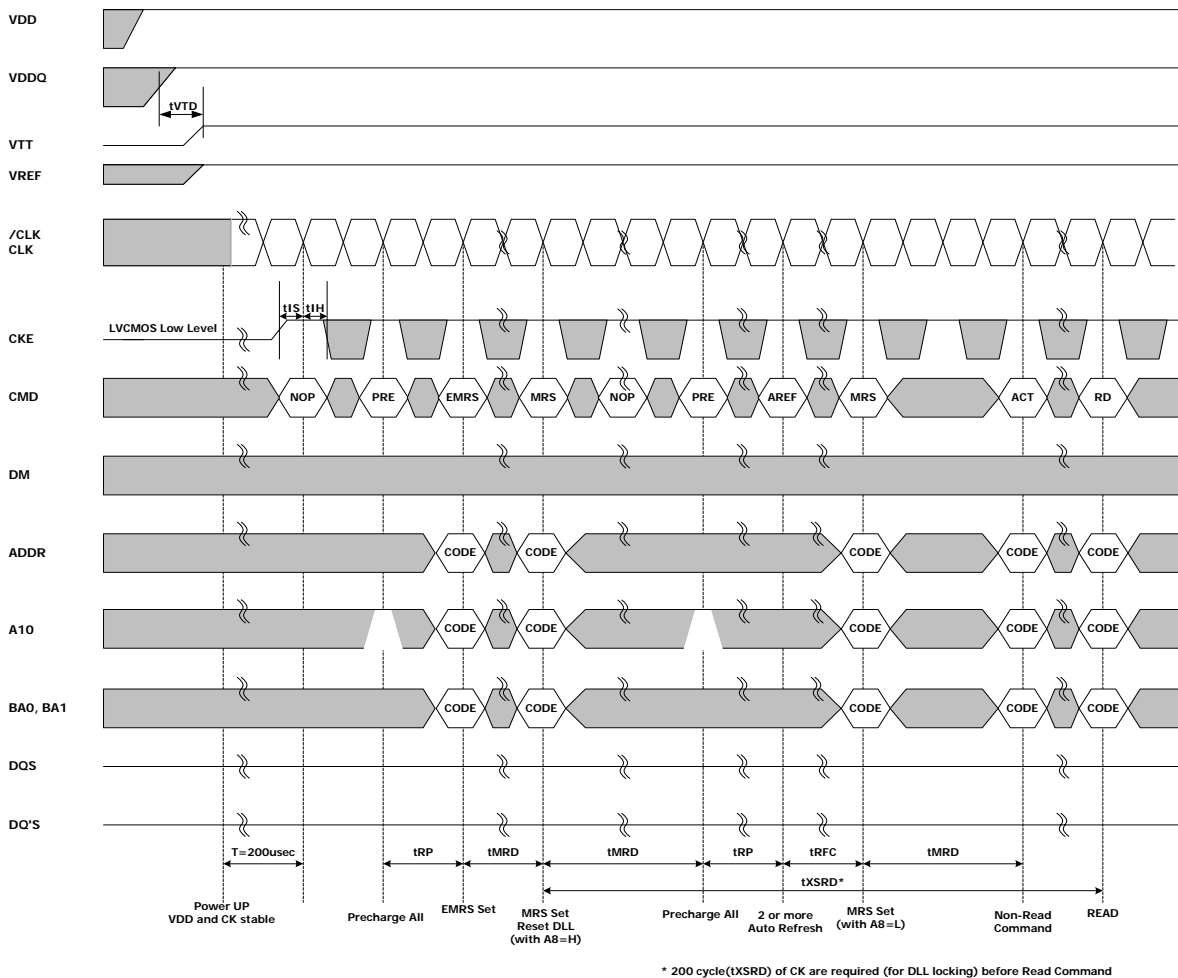 VDD
VDDQ
tVTD
VTT
VREF
/CLK
CLK
tIS tIH
LVCMOS Low Level
CKE
CMD NOP PRE EMRS MRS NOP PRE AREF MRS ACT RD
DM
ADDR CODE CODE CODE CODE CODE
A10 CODE CODE CODE CODE CODE
BA0, BA1 CODE CODE CODE CODE CODE
DQS
DQ'S
T=200usec tRP tMRD tMRD tRP tRFC tMRD
tXSRD*
Power UP
VDD and CK stable
Precharge All
EMRS Set
MRS Set
Reset DLL
(with A8=H)
Precharge All
2 or more
Auto Refresh
MRS Set
(with A8=L)
Non-Read
Command
READ
* 200 cycle(tXSRD) of CK are required (for DLL locking) before Read Command